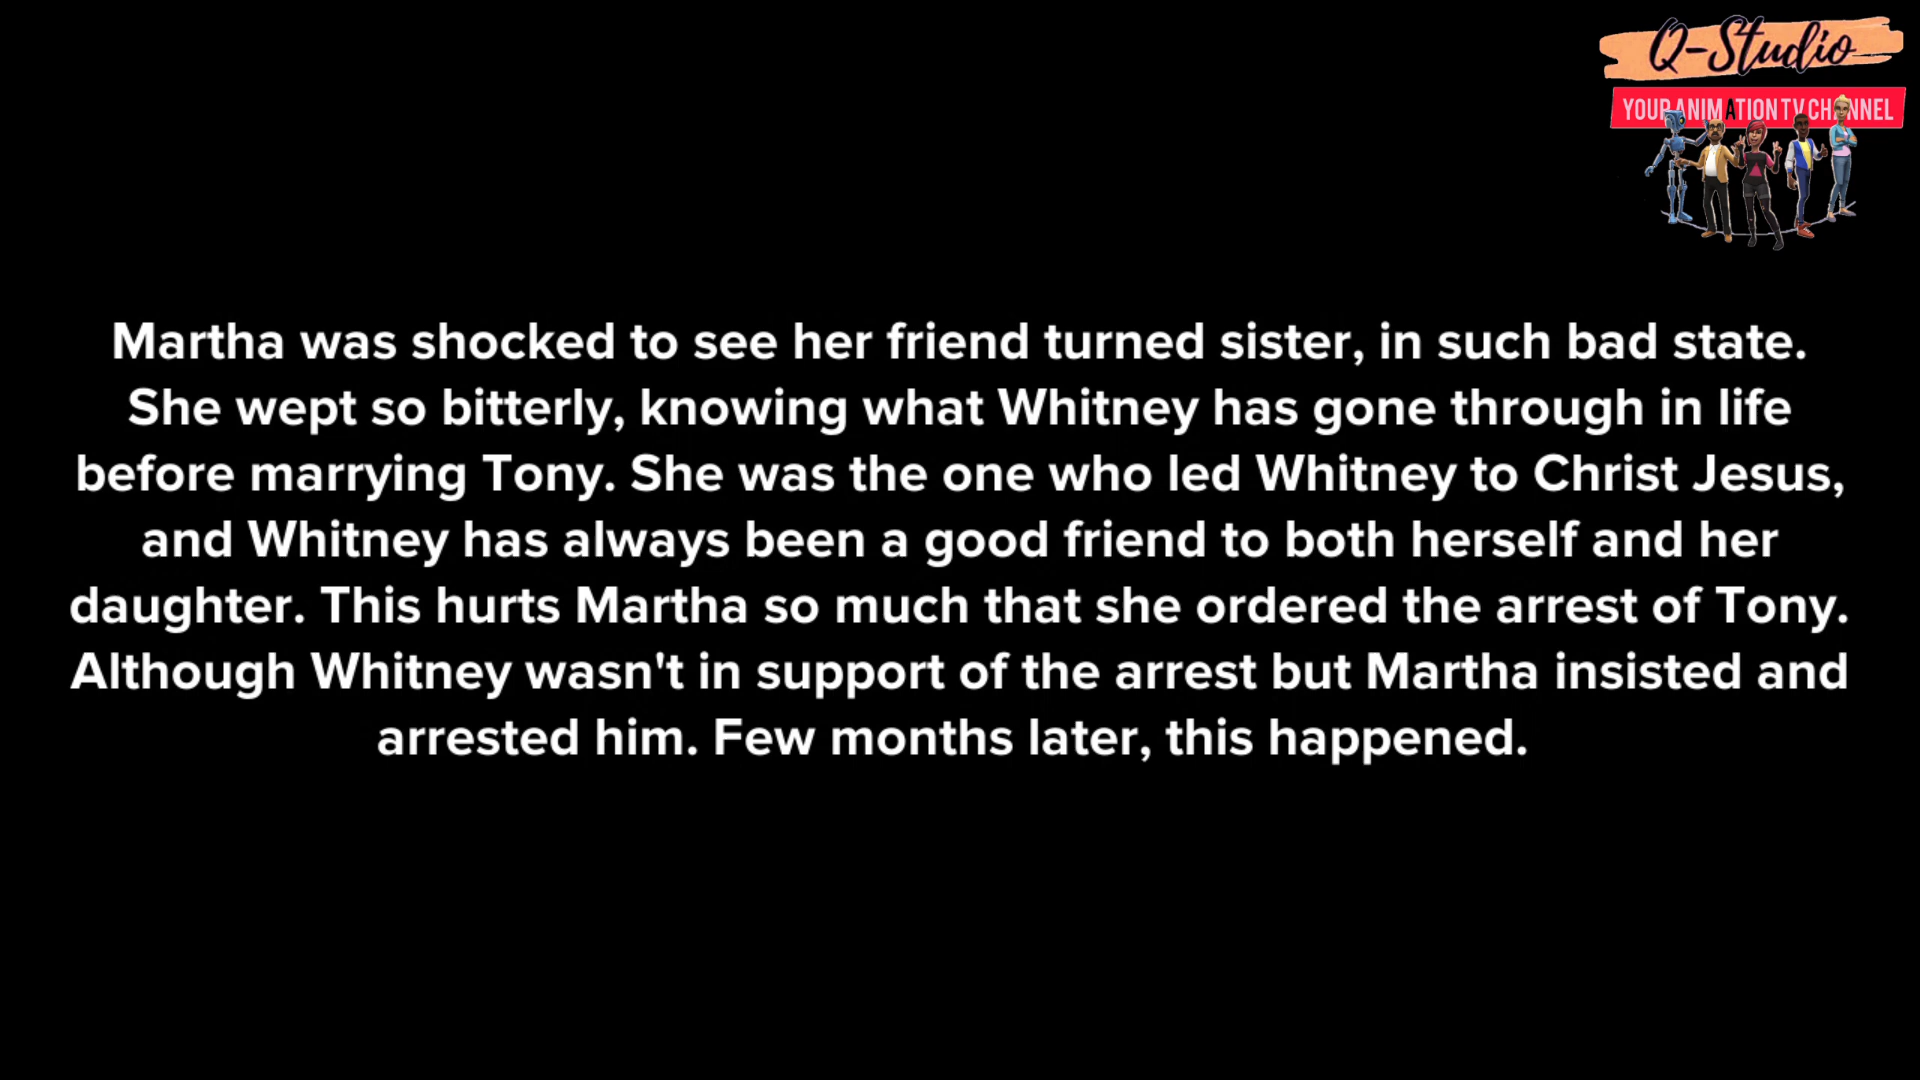 Q-Studio
YOUR ANIMATION TV CHANNEL
Martha was shocked to see her friend turned sister, in such bad state.
She wept so bitterly, knowing what Whitney has gone through in life
before marrying Tony. She was the one who led Whitney to Christ Jesus,
and Whitney has always been a good friend to both herself and her
daughter. This hurts Martha so much that she ordered the arrest of Tony.
Although Whitney wasn't in support of the arrest but Martha insisted and
arrested him. Few months later, this happened.